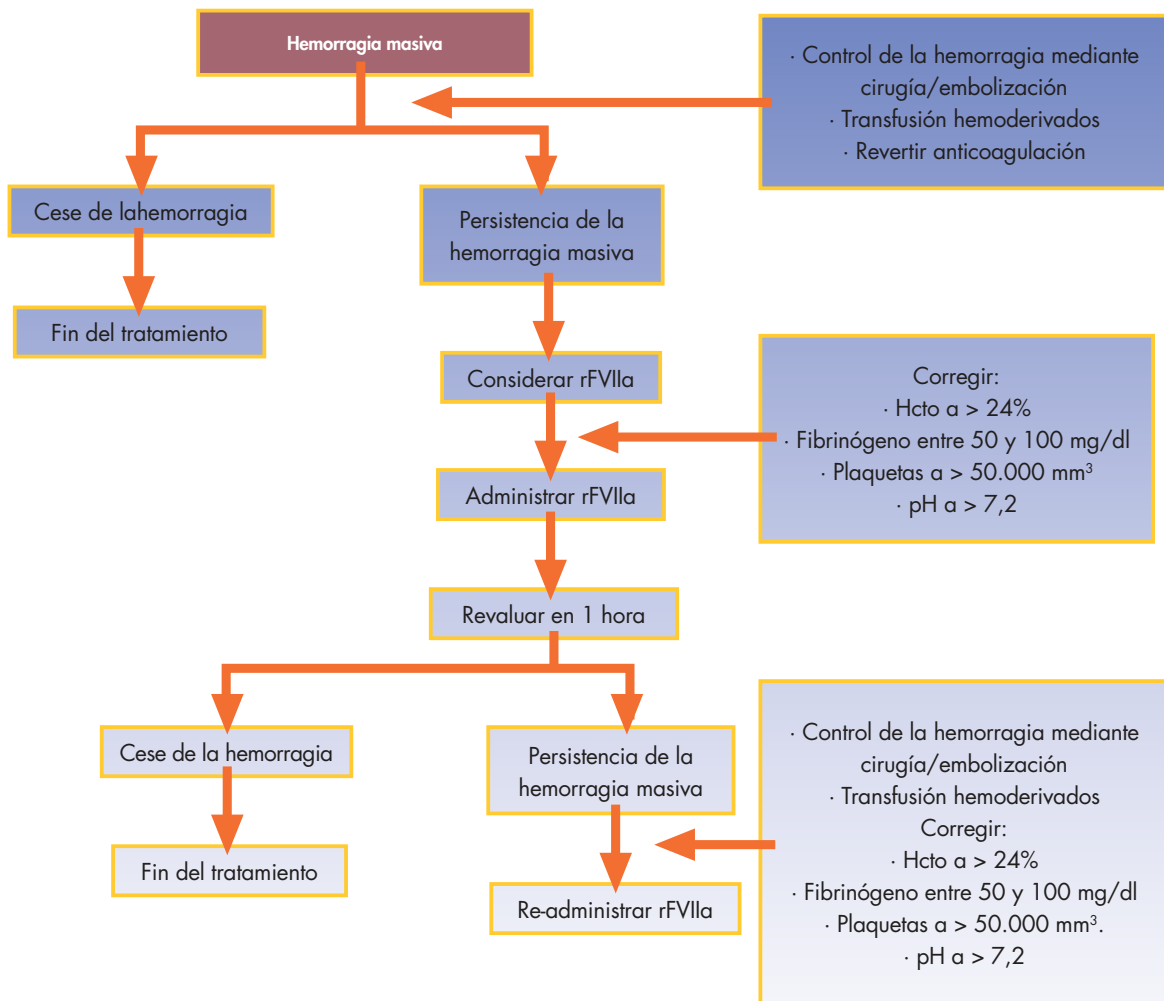 Hemorragia masiva
· Control de la hemorragia mediante
cirugía/embolización
· Transfusión hemoderivados
· Revertir anticoagulación
Cese de lahemorragia
Persistencia de la
hemorragia masiva
Fin del tratamiento
Considerar rFVIIa
Corregir:
· Hcto a > 24%
· Fibrinógeno entre 50 y 100 mg/dl
· Plaquetas a > 50.000 mm³
· pH a > 7,2
Administrar rFVIIa
Revaluar en 1 hora
Cese de la hemorragia
Persistencia de la
hemorragia masiva
· Control de la hemorragia mediante
cirugía/embolización
· Transfusión hemoderivados
Corregir:
· Hcto a > 24%
· Fibrinógeno entre 50 y 100 mg/dl
· Plaquetas a > 50.000 mm³.
· pH a > 7,2
Fin del tratamiento
Re-administrar rFVIIa